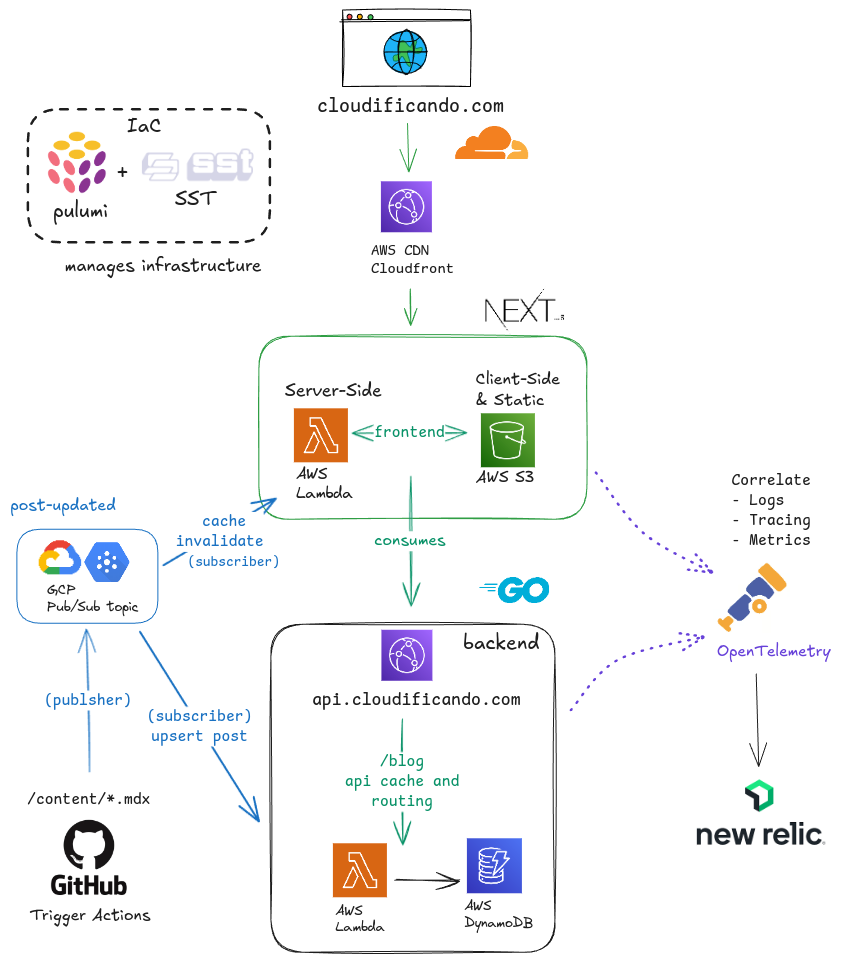 cloudificando.com
IaC
pulumi
+
sst
SST
manages infrastructure
AWS CDN
Cloudfront
NEXT
Server-Side
Client-Side
& Static
frontend
AWS
Lambda
AWS S3
post-updated
cache
invalidate
(subscriber)
GCP
Pub/Sub topic
consumes
Correlate
- Logs
- Tracing
- Metrics
GO
backend
api.cloudificando.com
OpenTelemetry
(publsher)
(subscriber)
upsert post
/blog
api cache and
routing
/content/*.mdx
GitHub
Trigger Actions
AWS
Lambda
AWS
DynamoDB
new relic